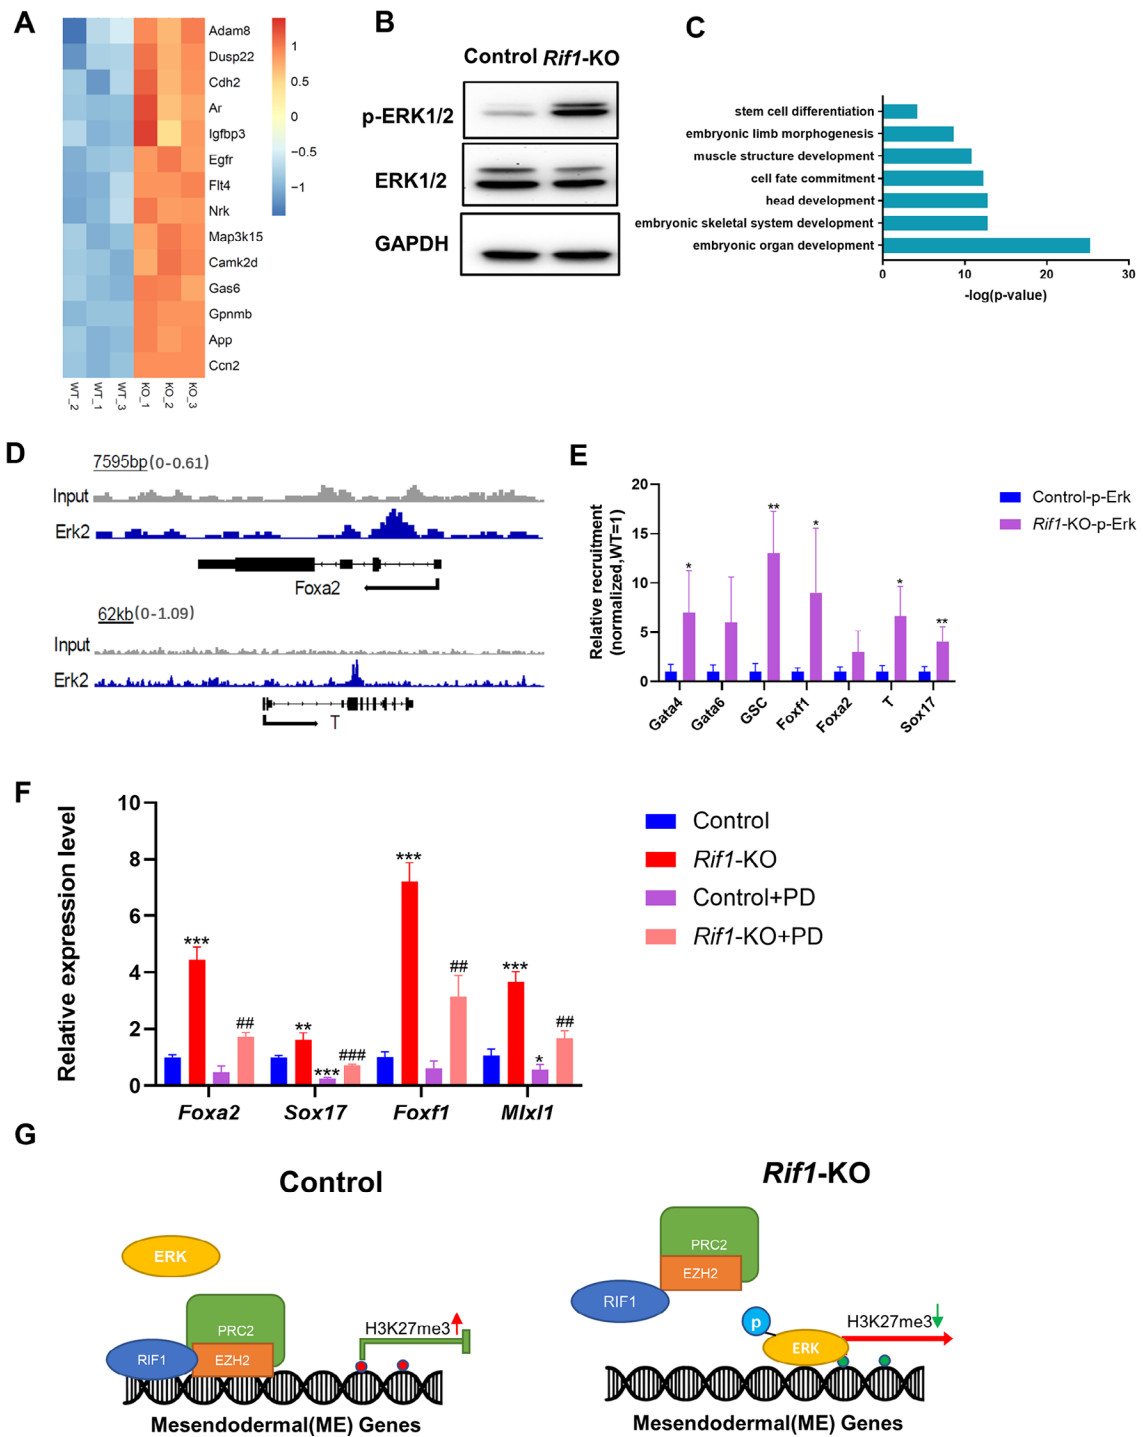 A
Adam8
Dusp22
Cdh2
Ar
Igfbp3
Egfr
Flt4
Nrk
Map3k15
Camk2d
Gas6
Gpnmb
App
Ccn2
WT_2
WT_1
WT_3
KO_1
KO_2
KO_3
1
0.5
0
−0.5
−1
B
Control Rif1-KO
p-ERK1/2
ERK1/2
GAPDH
C
stem cell differentiation
embryonic limb morphogenesis
muscle structure development
cell fate commitment
head development
embryonic skeletal system development
embryonic organ development
0 10 20 30
-log(p-value)
D
7595bp(0-0.61)
Input
Erk2
Foxa2
62kb(0-1.09)
Input
Erk2
T
E
Relative recruitment
(normalized,WT=1)
20
15
10
5
0
* ** * * **
Gata4
Gata6
GSC
Foxf1
Foxa2
T
Sox17
Control-p-Erk
Rif1-KO-p-Erk
F
Relative expression level
10
8
6
4
2
0
*** ##
** *** ###
*** ##
*** * ##
Foxa2 Sox17 Foxf1 Mlxl1
Control
Rif1-KO
Control+PD
Rif1-KO+PD
G
Control
ERK
PRC2
RIF1
EZH2
H3K27me3
Mesendodermal(ME) Genes
Rif1-KO
PRC2
EZH2
RIF1
p
ERK
H3K27me3
Mesendodermal(ME) Genes